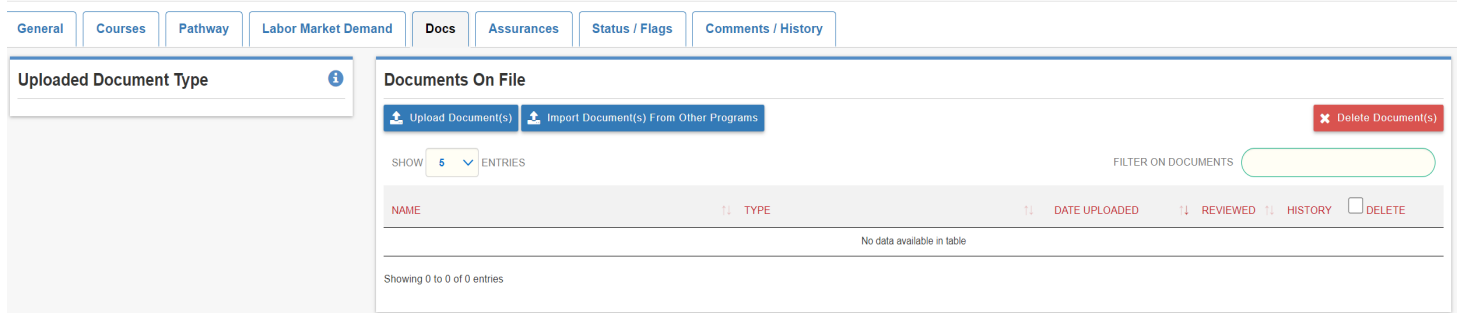 General Courses Pathway Labor Market Demand Docs Assurances Status / Flags Comments / History
Uploaded Document Type
Documents On File
Upload Document(s) Import Document(s) From Other Programs Delete Document(s)
SHOW 5 ENTRIES FILTER ON DOCUMENTS
NAME TYPE DATE UPLOADED REVIEWED HISTORY DELETE
No data available in table
Showing 0 to 0 of 0 entries